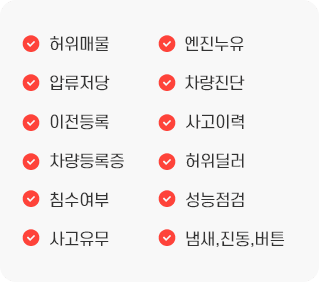 허위매물
엔진누유
압류저당
차량진단
이전등록
사고이력
차량등록증
허위딜러
침수여부
성능점검
사고유무
냄새,진동,버튼